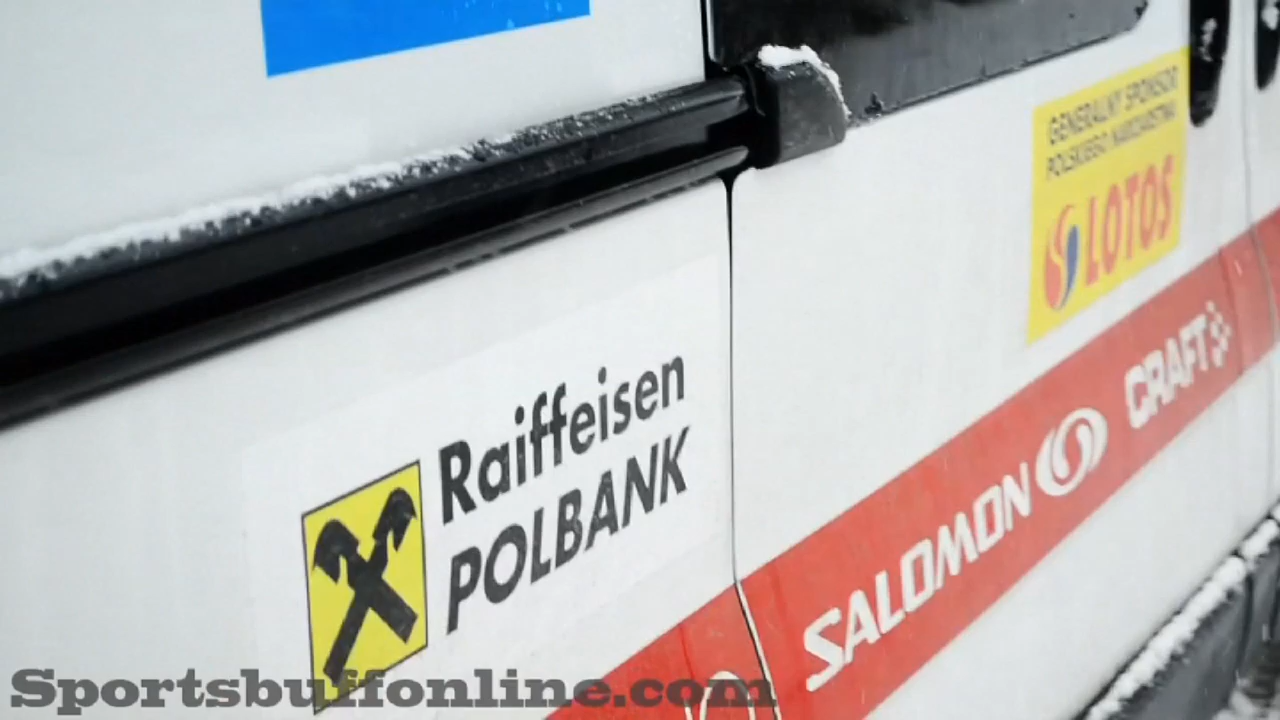 GENERALNY SPONSOR
POLSKIEGO NARCIARSTWA
LOTOS
Raiffeisen
POLBANK
SALOMON
CRAFT
Sportsbuffonline.com